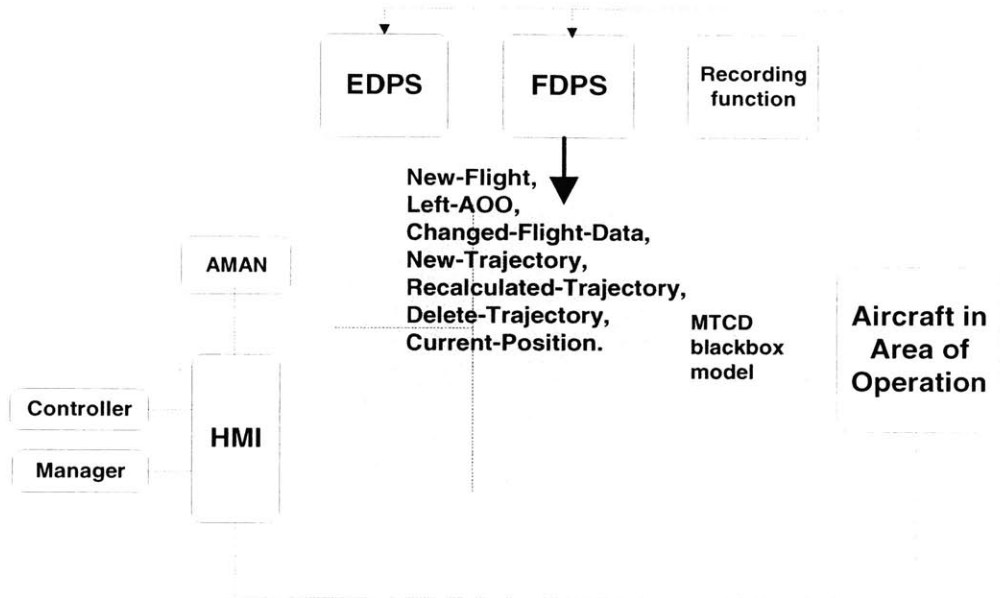 EDPS
FDPS
Recording
function
New-Flight,
Left-AOO,
Changed-Flight-Data,
New-Trajectory,
Recalculated-Trajectory,
Delete-Trajectory,
Current-Position.
AMAN
MTCD
blackbox
model
Aircraft in
Area of
Operation
Controller
HMI
Manager